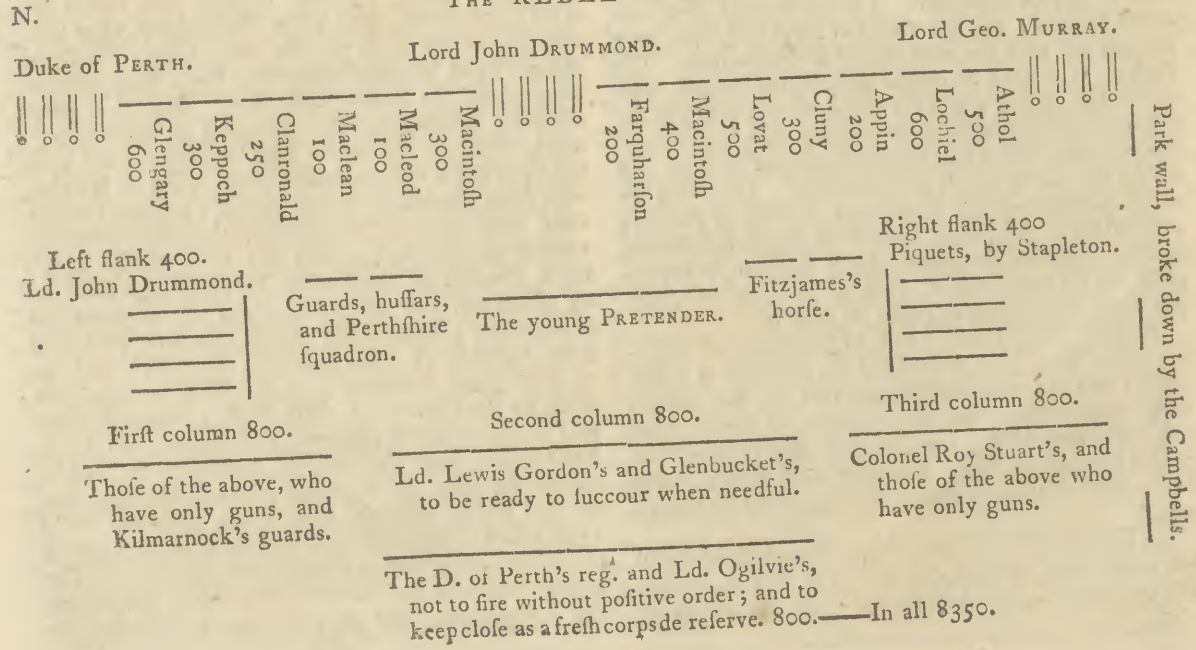 THE REBEL
N.
Duke of PERTH.
Lord John DRUMMOND.
Lord Geo. MURRAY.
Glengary
600
Keppoch
300
Clanronald
250
Maclean
100
Macleod
100
Macintoſh
300
Farquharſon
200
Macintoſh
400
Lovat
500
Cluny
300
Appin
200
Lochiel
600
Athol
500
Park wall, broke down by the Campbells.
Left flank 400.
Ld. John Drummond.
Guards, huſſars,
and Perthſhire
ſquadron.
The young PRETENDER.
Fitzjames's
horſe.
Right flank 400
Piquets, by Stapleton.
Firſt column 800.
Second column 800.
Third column 800.
Thoſe of the above, who
have only guns, and
Kilmarnock's guards.
Ld. Lewis Gordon's and Glenbucket's,
to be ready to ſuccour when needful.
Colonel Roy Stuart's, and
thoſe of the above who
have only guns.
The D. of Perth's reg.ᵗ and Ld. Ogilvie's,
not to fire without poſitive order; and to
keep cloſe as a freſh corps de reſerve. 800.——In all 8350.